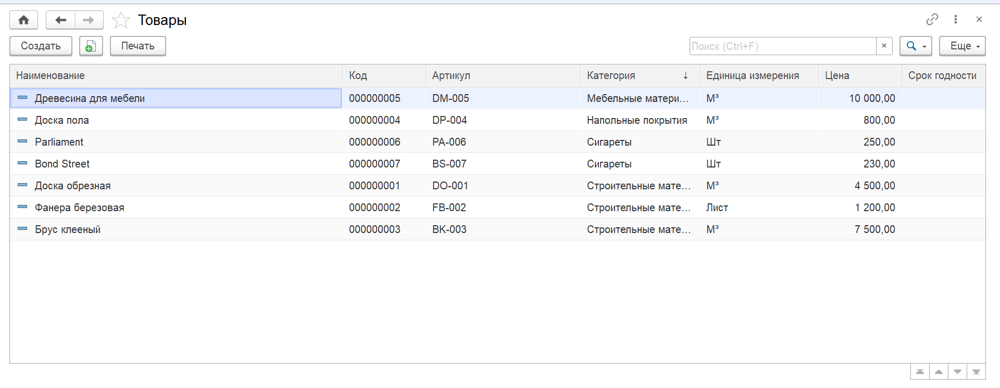 Товары
Создать Печать Поиск (Ctrl+F) × Еще
Наименование Код Артикул Категория ↓ Единица измерения Цена Срок годности
Древесина для мебели 000000005 DM-005 Мебельные матери... М³ 10 000,00
Доска пола 000000004 DP-004 Напольные покрытия М³ 800,00
Parliament 000000006 PA-006 Сигареты Шт 250,00
Bond Street 000000007 BS-007 Сигареты Шт 230,00
Доска обрезная 000000001 DO-001 Строительные мате... М³ 4 500,00
Фанера березовая 000000002 FB-002 Строительные мате... Лист 1 200,00
Брус клееный 000000003 BK-003 Строительные мате... М³ 7 500,00